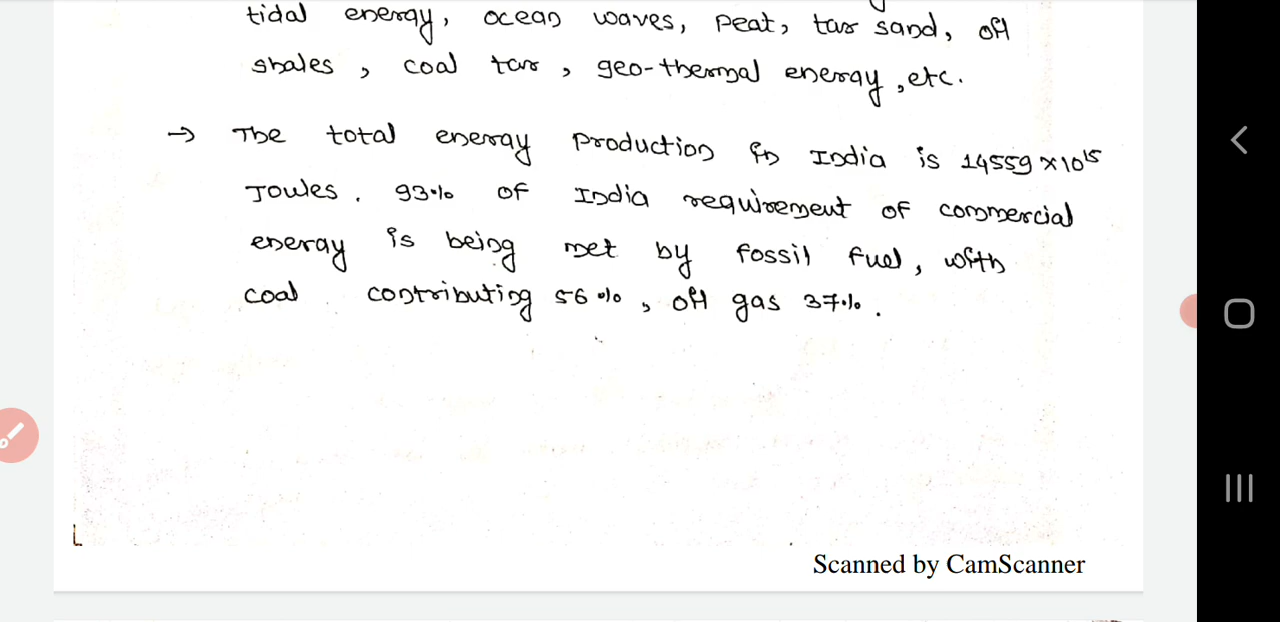 tidal energy, ocean waves, peat, tar sand, oil
shales, coal tar, geo-thermal energy, etc.
→ The total energy production in India is 14559 × 10¹⁵
Joules. 93% of India requirement of commercial
energy is being met by fossil fuel, with
coal contributing 56%, oil gas 37%.
Scanned by CamScanner